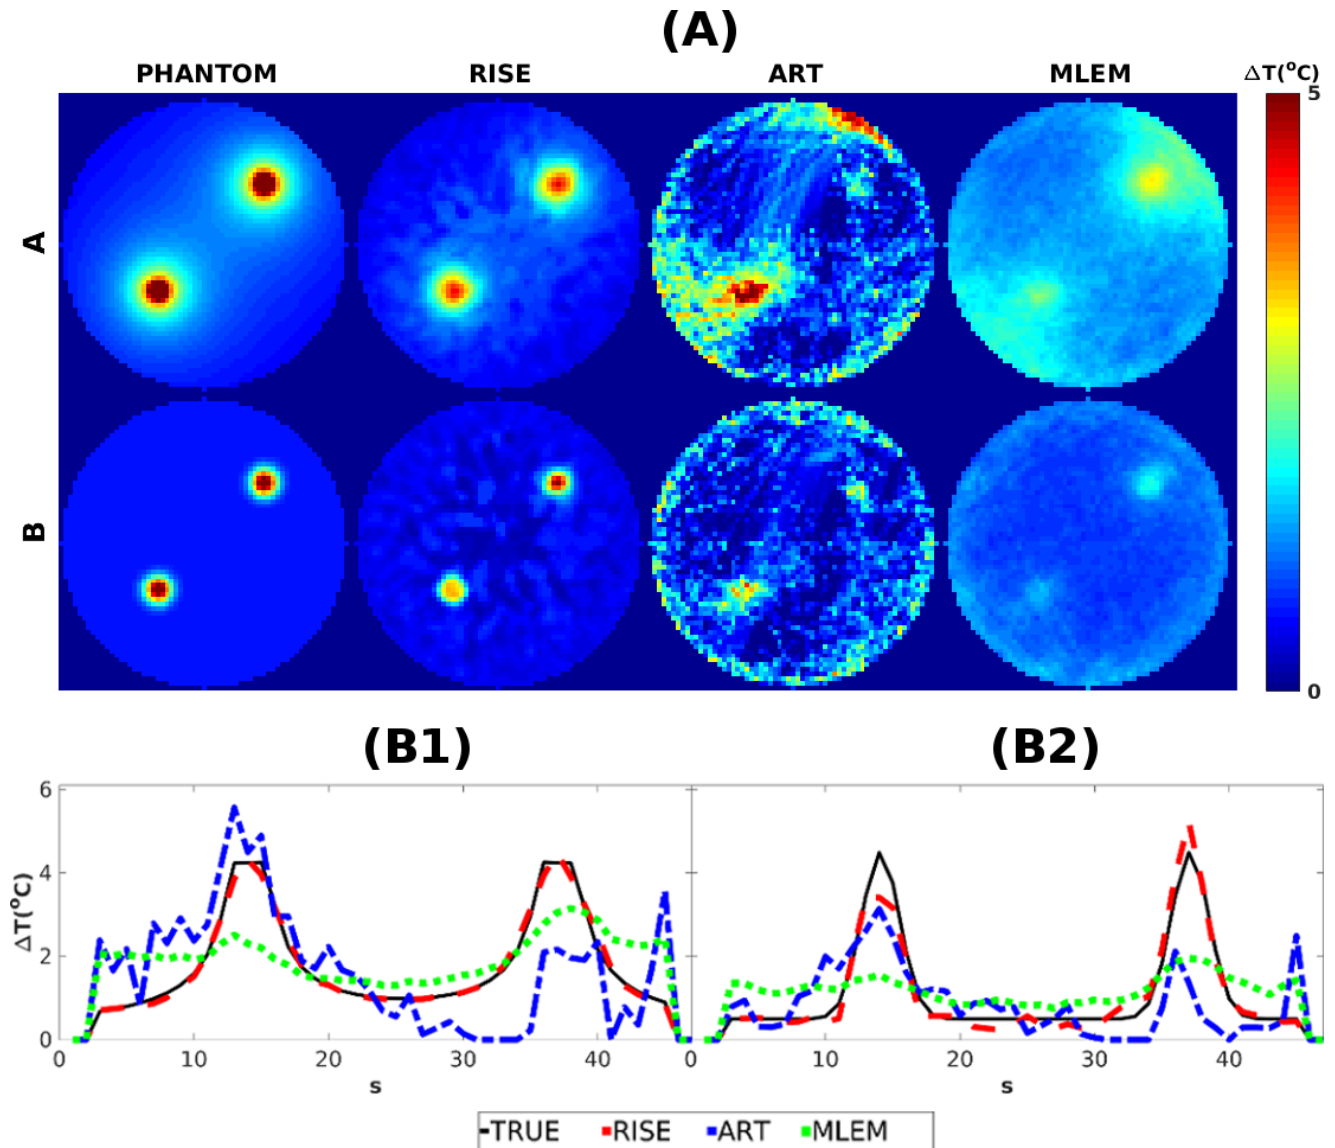 (A)
PHANTOM RISE ART MLEM ΔT(°C)
5
A
B
0
(B1) (B2)
6
4
2
0
ΔT(°C)
0 10 20 30 40 0 10 20 30 40
s s
TRUE RISE ART MLEM